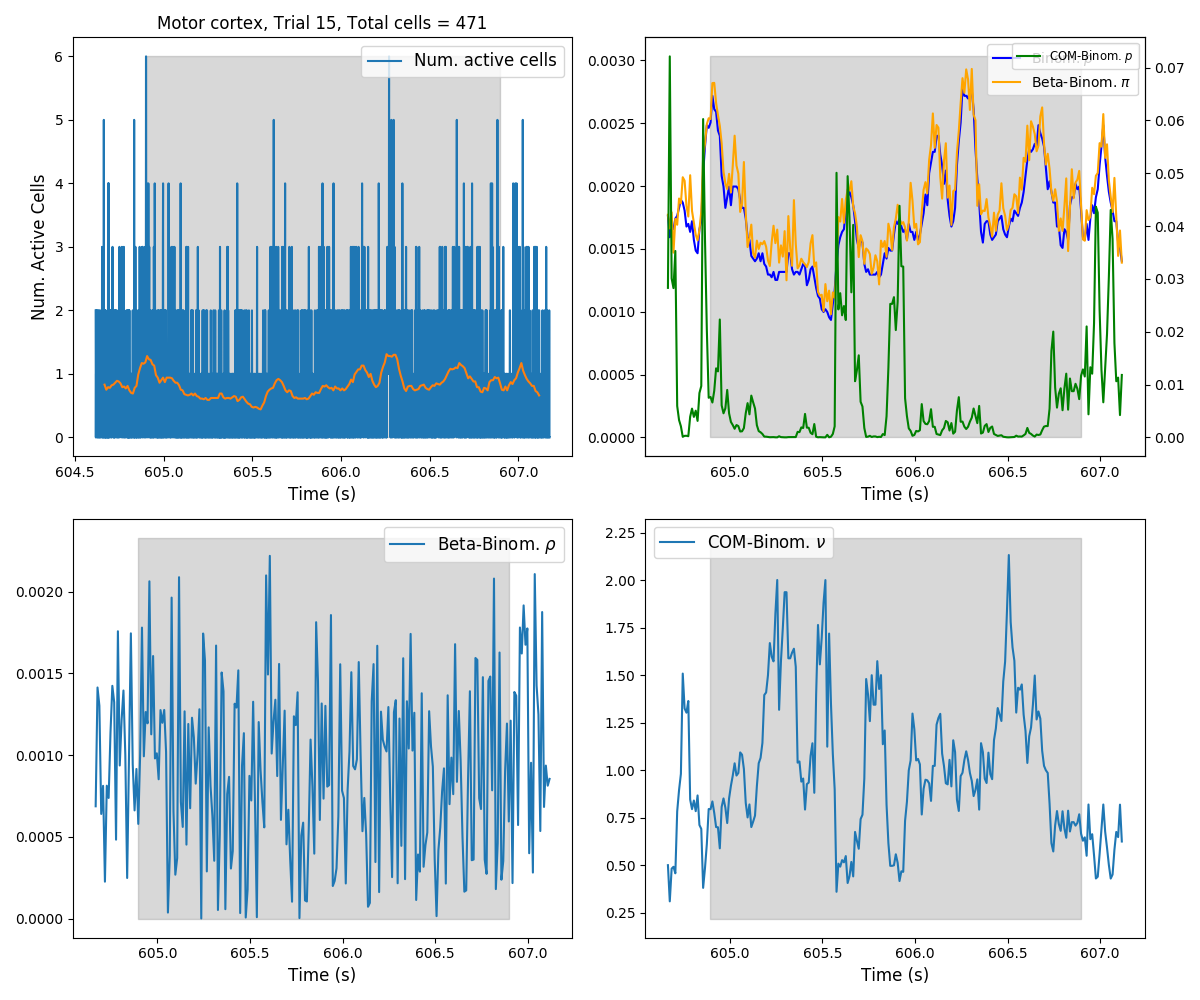 Motor cortex, Trial 15, Total cells = 471
Num. active cells
Num. Active Cells
6
5
4
3
2
1
0
604.5 605.0 605.5 606.0 606.5 607.0
Time (s)
COM-Binom. p
Beta-Binom. π
0.0030
0.0025
0.0020
0.0015
0.0010
0.0005
0.0000
0.07
0.06
0.05
0.04
0.03
0.02
0.01
0.00
605.0 605.5 606.0 606.5 607.0
Time (s)
Beta-Binom. ρ
0.0020
0.0015
0.0010
0.0005
0.0000
605.0 605.5 606.0 606.5 607.0
Time (s)
COM-Binom. ν
2.25
2.00
1.75
1.50
1.25
1.00
0.75
0.50
0.25
605.0 605.5 606.0 606.5 607.0
Time (s)